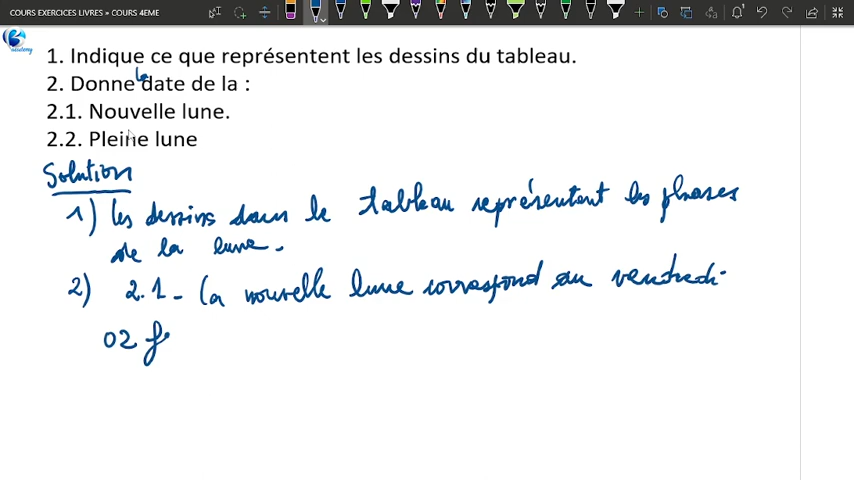 COURS EXERCICES LIVRES » COURS 4EME
academy
1. Indique ce que représentent les dessins du tableau.
2. Donne la date de la :
2.1. Nouvelle lune.
2.2. Pleine lune
Solution
1) les dessins dans le tableau représentent les phases
de la lune.
2) 2.1- La nouvelle lune correspond au vendredi
02 f